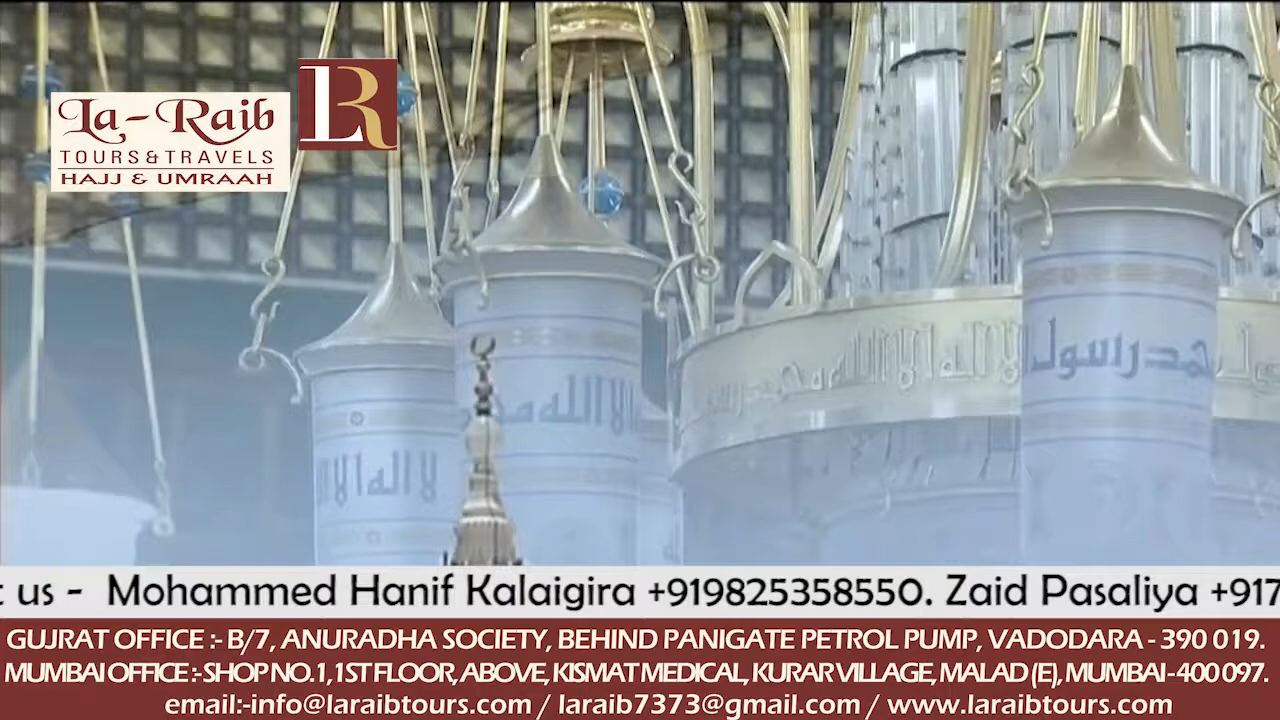 La-Raib
TOURS & TRAVELS
HAJJ & UMRAAH
LR
لا اله الا
لا الله محمد
لا اله الا الله محمد رسول
محمد رسول
t us - Mohammed Hanif Kalaigira +919825358550. Zaid Pasaliya +917
GUJRAT OFFICE :- B/7, ANURADHA SOCIETY, BEHIND PANIGATE PETROL PUMP, VADODARA - 390 019.
MUMBAI OFFICE :- SHOP NO. 1, 1ST FLOOR, ABOVE, KISMAT MEDICAL, KURAR VILLAGE, MALAD (E), MUMBAI - 400 097.
email:-info@laraibtours.com / laraib7373@gmail.com / www.laraibtours.com